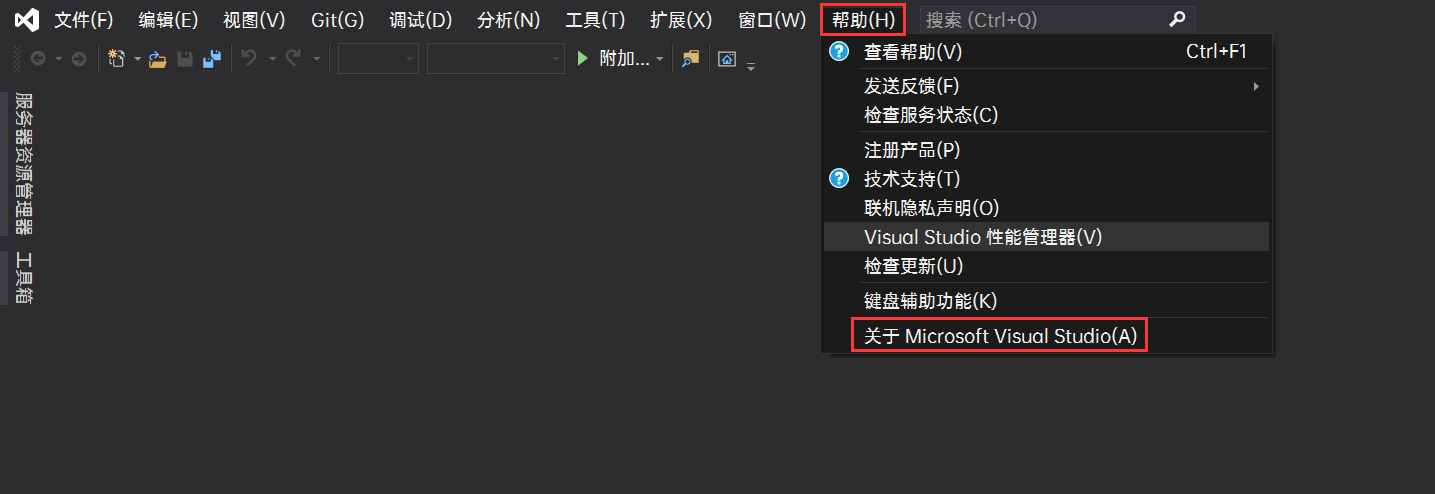 文件(F) 编辑(E) 视图(V) Git(G) 调试(D) 分析(N) 工具(T) 扩展(X) 窗口(W) 帮助(H) 搜索 (Ctrl+Q)
附加...
服务器资源管理器
工具箱
查看帮助(V) Ctrl+F1
发送反馈(F)
检查服务状态(C)
注册产品(P)
技术支持(T)
联机隐私声明(O)
Visual Studio 性能管理器(V)
检查更新(U)
键盘辅助功能(K)
关于 Microsoft Visual Studio(A)